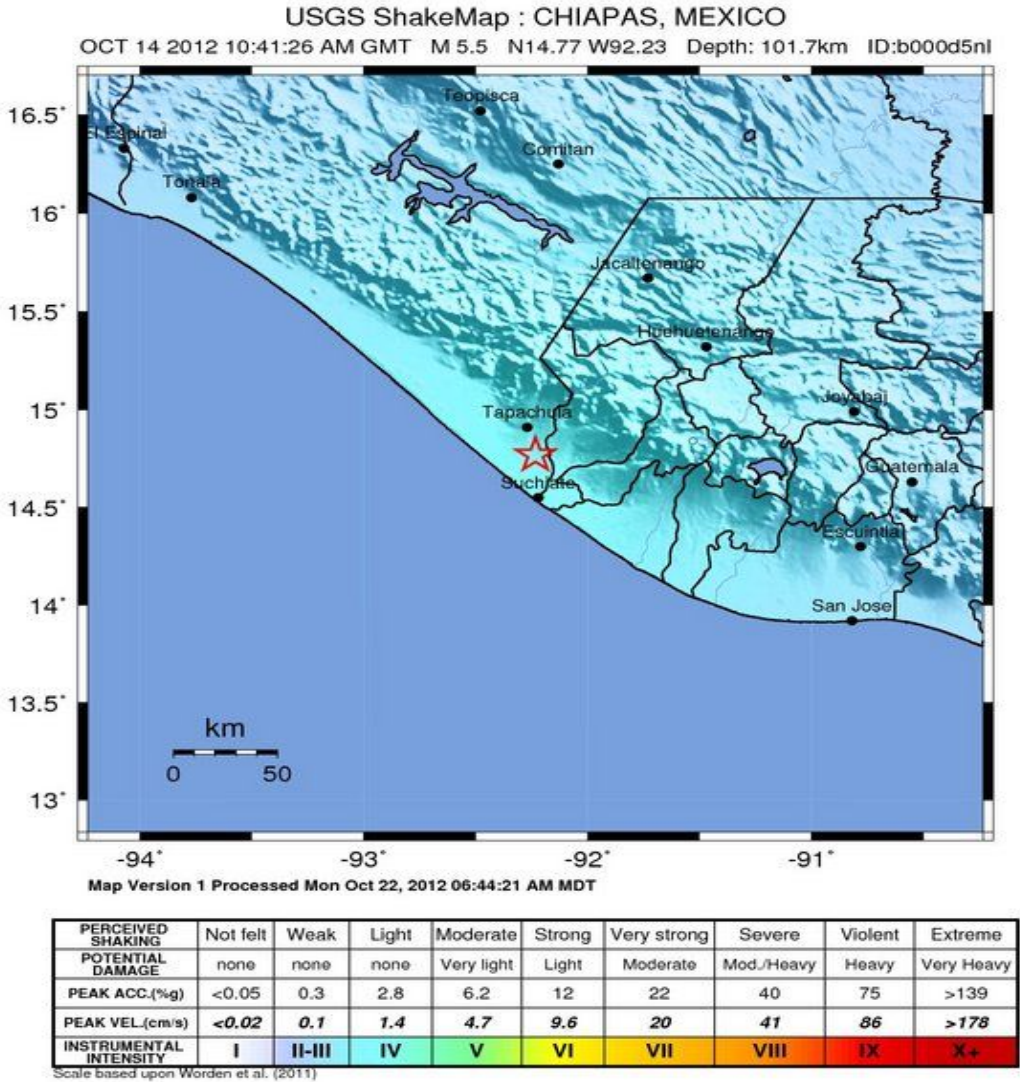 USGS ShakeMap : CHIAPAS, MEXICO
OCT 14 2012 10:41:26 AM GMT M 5.5 N14.77 W92.23 Depth: 101.7km ID:b000d5nl
Teopisca
16.5˚
El Espinal
Comitan
Tonala
16˚
Jacaltenango
15.5˚
Huehuetenango
Joyabaj
15˚
Tapachula
Guatemala
Suchiate
14.5˚
Escuintla
14˚
San Jose
13.5˚
km
0 50
13˚
-94˚ -93˚ -92˚ -91˚
Map Version 1 Processed Mon Oct 22, 2012 06:44:21 AM MDT
PERCEIVED SHAKING Not felt Weak Light Moderate Strong Very strong Severe Violent Extreme
POTENTIAL DAMAGE none none none Very light Light Moderate Mod./Heavy Heavy Very Heavy
PEAK ACC.(%g) <0.05 0.3 2.8 6.2 12 22 40 75 >139
PEAK VEL.(cm/s) <0.02 0.1 1.4 4.7 9.6 20 41 86 >178
INSTRUMENTAL INTENSITY I II-III IV V VI VII VIII IX X+
Scale based upon Worden et al. (2011)